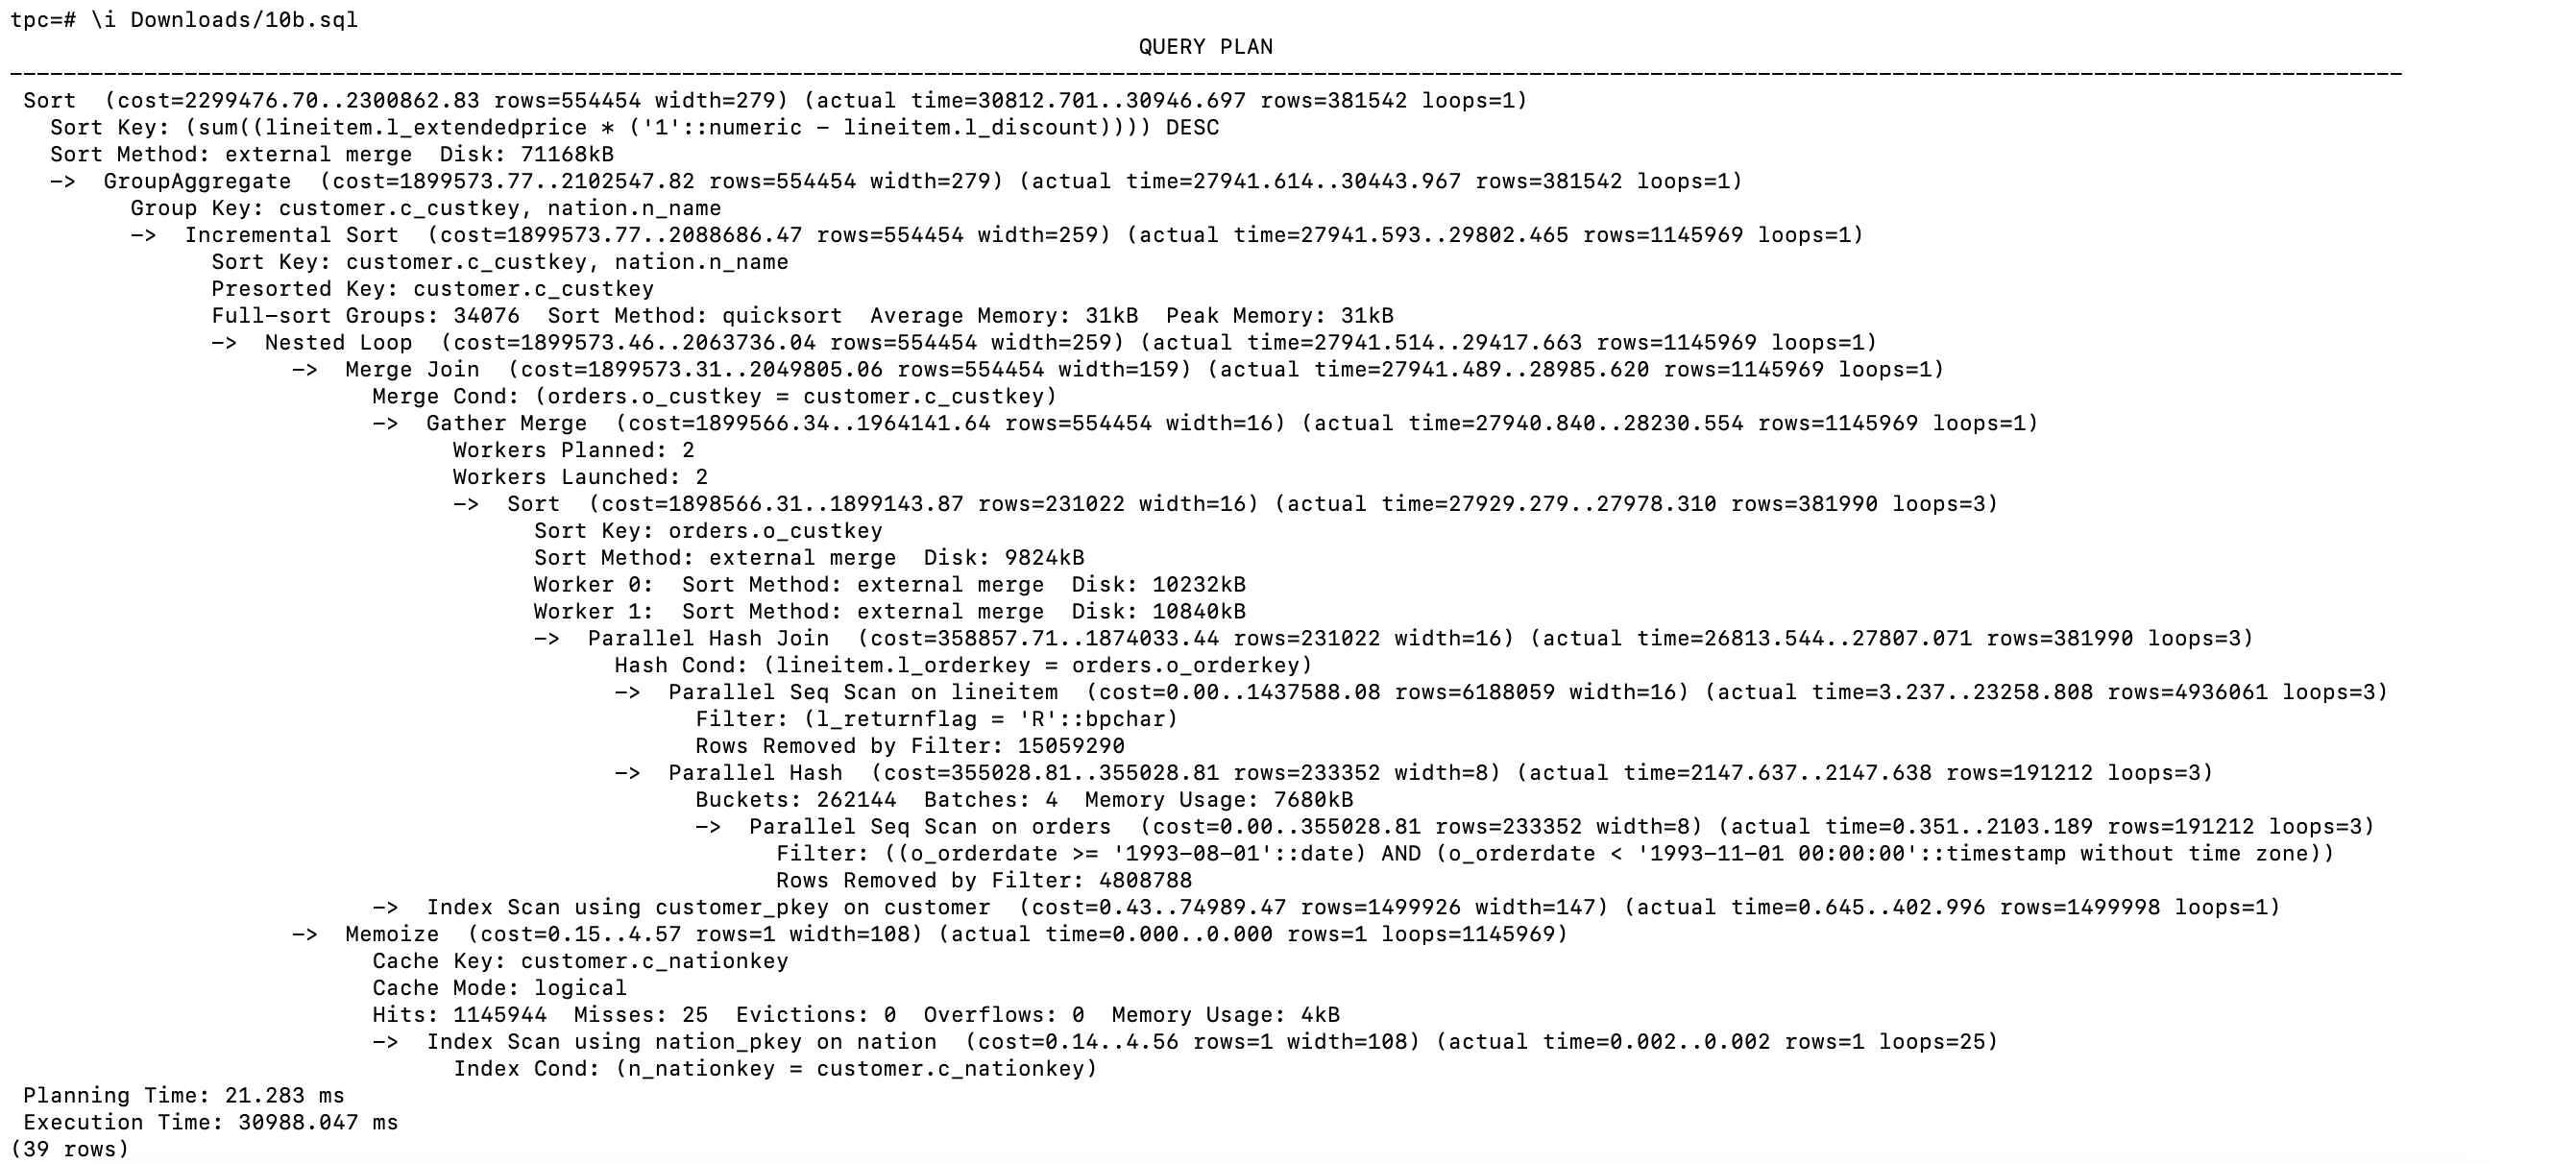 tpc=# \i Downloads/10b.sql
QUERY PLAN
Sort  (cost=2299476.70..2300862.83 rows=554454 width=279) (actual time=30812.701..30946.697 rows=381542 loops=1)
Sort Key: (sum((lineitem.l_extendedprice * ('1'::numeric - lineitem.l_discount)))) DESC
Sort Method: external merge  Disk: 71168kB
->  GroupAggregate  (cost=1899573.77..2102547.82 rows=554454 width=279) (actual time=27941.614..30443.967 rows=381542 loops=1)
Group Key: customer.c_custkey, nation.n_name
->  Incremental Sort  (cost=1899573.77..2088686.47 rows=554454 width=259) (actual time=27941.593..29802.465 rows=1145969 loops=1)
Sort Key: customer.c_custkey, nation.n_name
Presorted Key: customer.c_custkey
Full-sort Groups: 34076  Sort Method: quicksort  Average Memory: 31kB  Peak Memory: 31kB
->  Nested Loop  (cost=1899573.46..2063736.04 rows=554454 width=259) (actual time=27941.514..29417.663 rows=1145969 loops=1)
->  Merge Join  (cost=1899573.31..2049805.06 rows=554454 width=159) (actual time=27941.489..28985.620 rows=1145969 loops=1)
Merge Cond: (orders.o_custkey = customer.c_custkey)
->  Gather Merge  (cost=1899566.34..1964141.64 rows=554454 width=16) (actual time=27940.840..28230.554 rows=1145969 loops=1)
Workers Planned: 2
Workers Launched: 2
->  Sort  (cost=1898566.31..1899143.87 rows=231022 width=16) (actual time=27929.279..27978.310 rows=381990 loops=3)
Sort Key: orders.o_custkey
Sort Method: external merge  Disk: 9824kB
Worker 0:  Sort Method: external merge  Disk: 10232kB
Worker 1:  Sort Method: external merge  Disk: 10840kB
->  Parallel Hash Join  (cost=358857.71..1874033.44 rows=231022 width=16) (actual time=26813.544..27807.071 rows=381990 loops=3)
Hash Cond: (lineitem.l_orderkey = orders.o_orderkey)
->  Parallel Seq Scan on lineitem  (cost=0.00..1437588.08 rows=6188059 width=16) (actual time=3.237..23258.808 rows=4936061 loops=3)
Filter: (l_returnflag = 'R'::bpchar)
Rows Removed by Filter: 15059290
->  Parallel Hash  (cost=355028.81..355028.81 rows=233352 width=8) (actual time=2147.637..2147.638 rows=191212 loops=3)
Buckets: 262144  Batches: 4  Memory Usage: 7680kB
->  Parallel Seq Scan on orders  (cost=0.00..355028.81 rows=233352 width=8) (actual time=0.351..2103.189 rows=191212 loops=3)
Filter: ((o_orderdate >= '1993-08-01'::date) AND (o_orderdate < '1993-11-01 00:00:00'::timestamp without time zone))
Rows Removed by Filter: 4808788
->  Index Scan using customer_pkey on customer  (cost=0.43..74989.47 rows=1499926 width=147) (actual time=0.645..402.996 rows=1499998 loops=1)
->  Memoize  (cost=0.15..4.57 rows=1 width=108) (actual time=0.000..0.000 rows=1 loops=1145969)
Cache Key: customer.c_nationkey
Cache Mode: logical
Hits: 1145944  Misses: 25  Evictions: 0  Overflows: 0  Memory Usage: 4kB
->  Index Scan using nation_pkey on nation  (cost=0.14..4.56 rows=1 width=108) (actual time=0.002..0.002 rows=1 loops=25)
Index Cond: (n_nationkey = customer.c_nationkey)
Planning Time: 21.283 ms
Execution Time: 30988.047 ms
(39 rows)